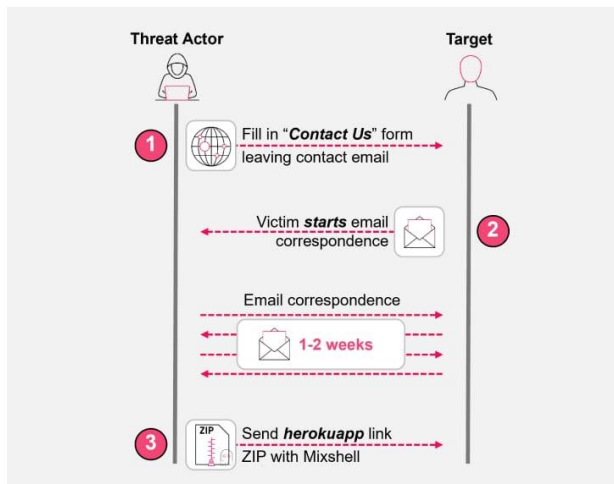 Threat Actor
Target
1
Fill in “Contact Us” form
leaving contact email
Victim starts email
correspondence
2
Email correspondence
1-2 weeks
3
ZIP
Send herokuapp link
ZIP with Mixshell